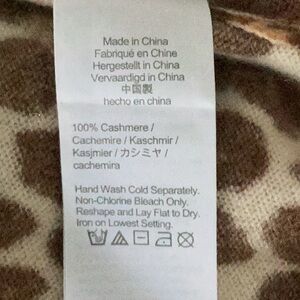 Made in China
Fabriqué en Chine
Hergestellt in China
Vervaardigd in China
中国製
hecho en china
100% Cashmere /
Cachemire / Kaschmir /
Kasjmier / カシミヤ /
cachemira
Hand Wash Cold Separately.
Non-Chlorine Bleach Only.
Reshape and Lay Flat to Dry.
Iron on Lowest Setting.